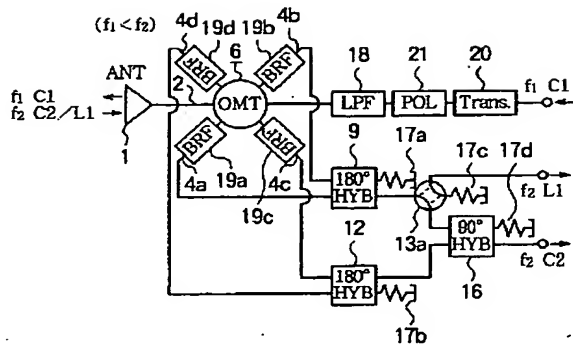 (f1<f2)
4d 19d 19b 4b
6
BRF BRF
18 21 20
ANT
f1 C1
f2 C2/L1
2
OMT
LPF POL Trans.
f1 C1
1
BRF BRF
9 17a
17c
17d
4a 19a 4c
19c
180° HYB
f2 L1
13a
12
90° HYB
f2 C2
180° HYB
16
17b